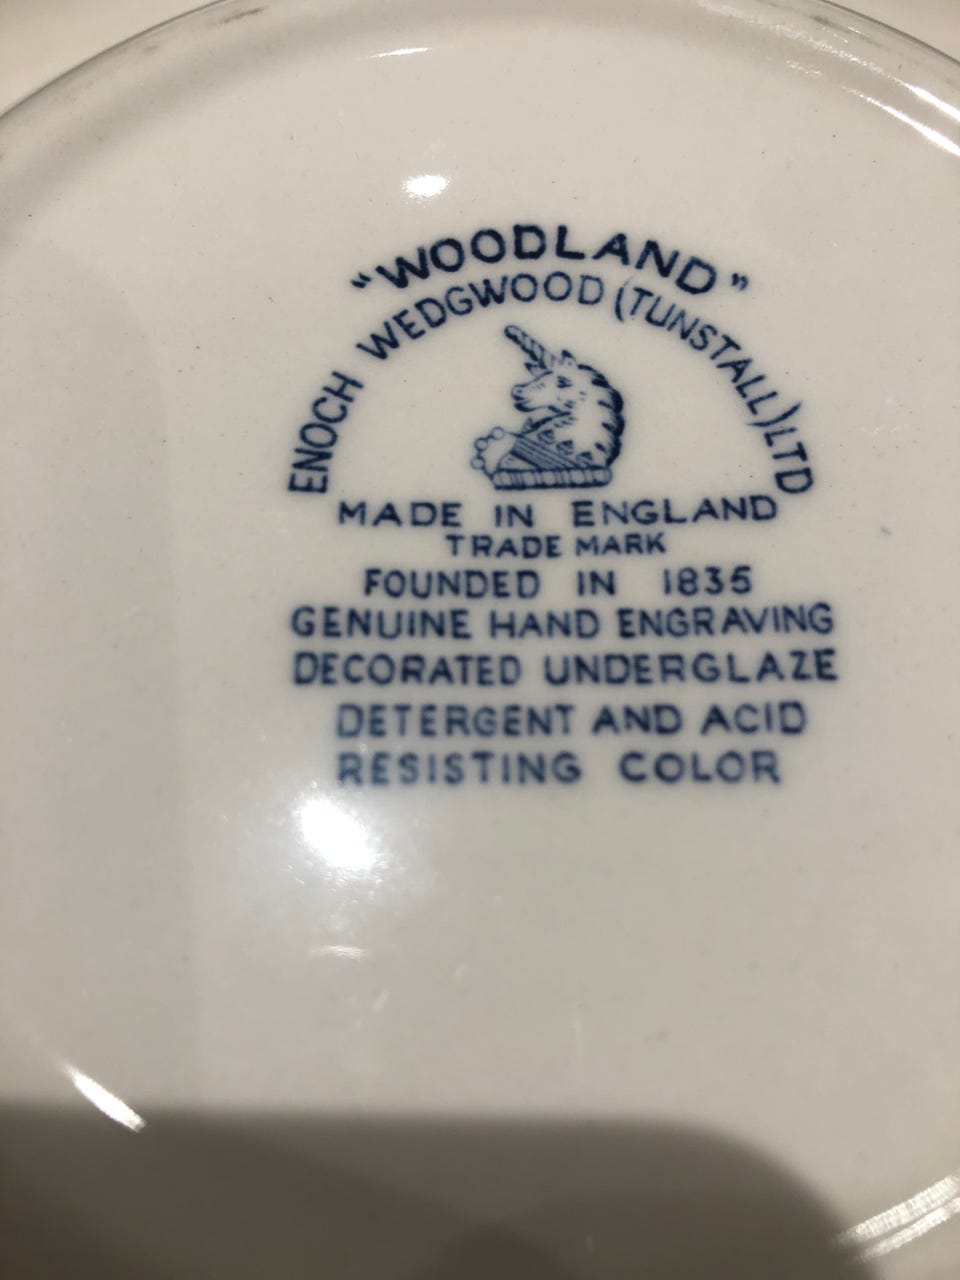 "WOODLAND"
ENOCH WEDGWOOD (TUNSTALL) LTD
MADE IN ENGLAND
TRADE MARK
FOUNDED IN 1835
GENUINE HAND ENGRAVING
DECORATED UNDERGLAZE
DETERGENT AND ACID
RESISTING COLOR